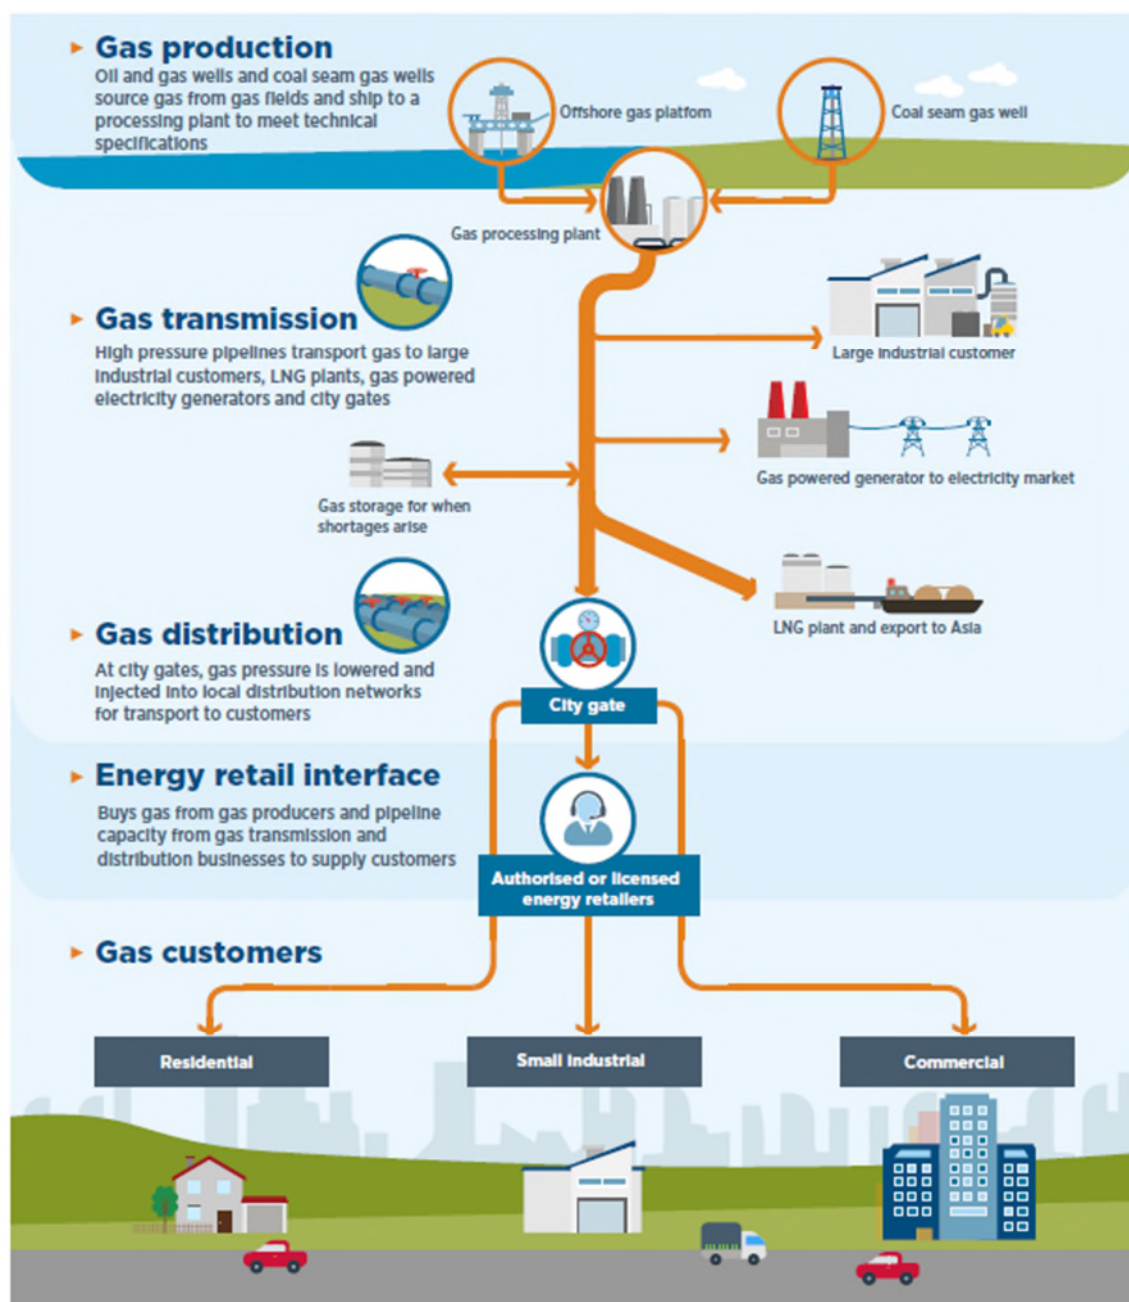 Gas production
Oil and gas wells and coal seam gas wells
source gas from gas fields and ship to a
processing plant to meet technical
specifications
Offshore gas platfom
Coal seam gas well
Gas processing plant
Gas transmission
High pressure pipelines transport gas to large
industrial customers, LNG plants, gas powered
electricity generators and city gates
Large industrial customer
Gas powered generator to electricity market
Gas storage for when
shortages arise
LNG plant and export to Asia
Gas distribution
At city gates, gas pressure is lowered and
injected into local distribution networks
for transport to customers
City gate
Energy retail interface
Buys gas from gas producers and pipeline
capacity from gas transmission and
distribution businesses to supply customers
Authorised or licensed
energy retailers
Gas customers
Residential
Small industrial
Commercial